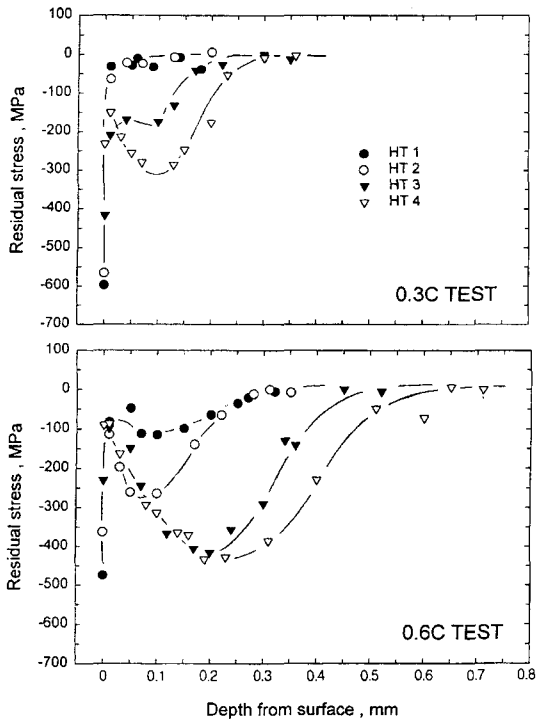 100
0
-100
-200
-300
-400
-500
-600
-700
Residual stress , MPa
HT 1
HT 2
HT 3
HT 4
0.3C TEST
100
0
-100
-200
-300
-400
-500
-600
-700
Residual stress , MPa
0.6C TEST
0 0.1 0.2 0.3 0.4 0.5 0.6 0.7 0.8
Depth from surface , mm